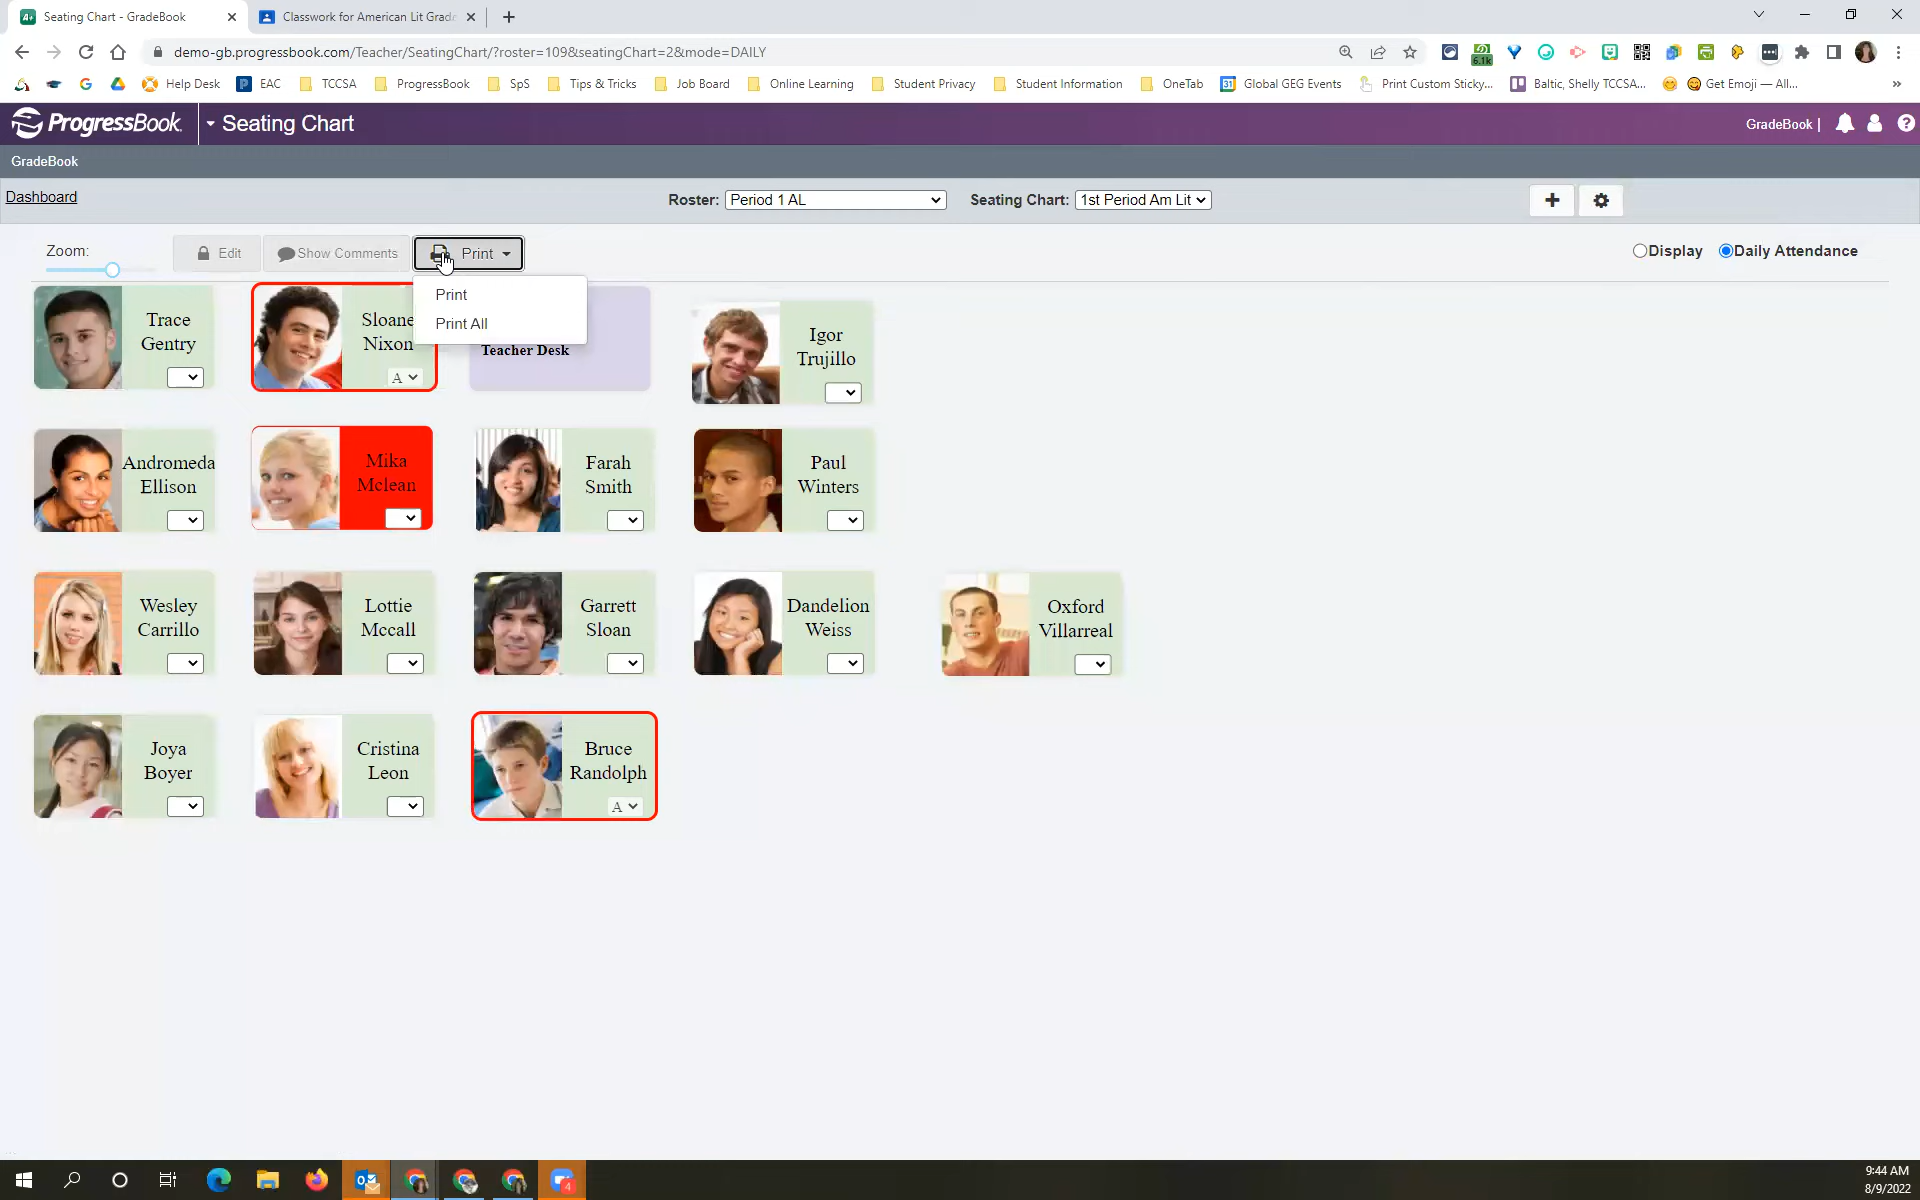 Seating Chart - GradeBook
Classwork for American Lit Grade
demo-gb.progressbook.com/Teacher/SeatingChart/?roster=109&seatingChart=2&mode=DAILY
6.1k
Help Desk
EAC
TCCSA
ProgressBook
SpS
Tips & Tricks
Job Board
Online Learning
Student Privacy
Student Information
OneTab
Global GEG Events
Print Custom Sticky...
Baltic, Shelly TCCSA...
Get Emoji — All...
»
ProgressBook
Seating Chart
GradeBook |
GradeBook
Dashboard
Roster: Period 1 AL
Seating Chart: 1st Period Am Lit
Zoom:
Edit
Show Comments
Print
Display
Daily Attendance
Print
Print All
Trace
Gentry
Sloane
Nixon
A
Teacher Desk
Igor
Trujillo
Andromeda
Ellison
Mika
Mclean
Farah
Smith
Paul
Winters
Wesley
Carrillo
Lottie
Mccall
Garrett
Sloan
Dandelion
Weiss
Oxford
Villarreal
Joya
Boyer
Cristina
Leon
Bruce
Randolph
A
9:44 AM
8/9/2022